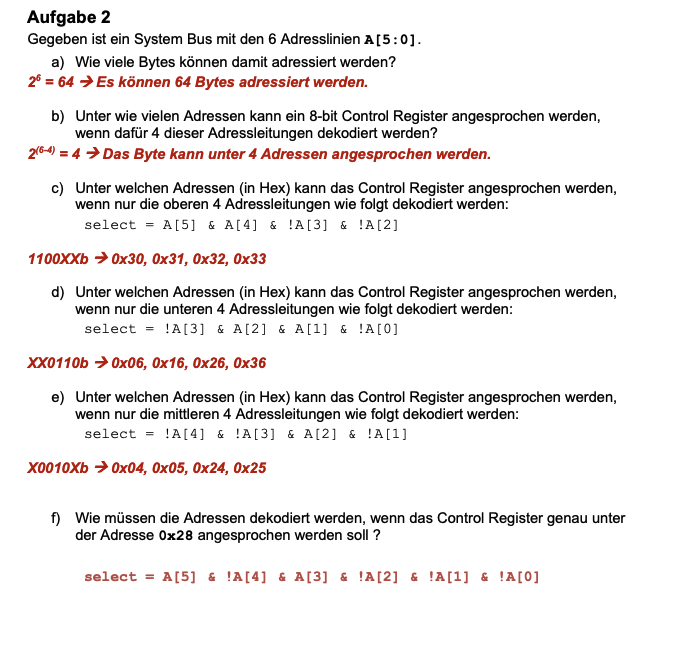 Aufgabe 2
Gegeben ist ein System Bus mit den 6 Adresslinien A[5:0].
a) Wie viele Bytes können damit adressiert werden?
2⁶ = 64 → Es können 64 Bytes adressiert werden.
b) Unter wie vielen Adressen kann ein 8-bit Control Register angesprochen werden,
wenn dafür 4 dieser Adressleitungen dekodiert werden?
2⁽⁶⁻⁴⁾ = 4 → Das Byte kann unter 4 Adressen angesprochen werden.
c) Unter welchen Adressen (in Hex) kann das Control Register angesprochen werden,
wenn nur die oberen 4 Adressleitungen wie folgt dekodiert werden:
select = A[5] & A[4] & !A[3] & !A[2]
1100XXb → 0x30, 0x31, 0x32, 0x33
d) Unter welchen Adressen (in Hex) kann das Control Register angesprochen werden,
wenn nur die unteren 4 Adressleitungen wie folgt dekodiert werden:
select = !A[3] & A[2] & A[1] & !A[0]
XX0110b → 0x06, 0x16, 0x26, 0x36
e) Unter welchen Adressen (in Hex) kann das Control Register angesprochen werden,
wenn nur die mittleren 4 Adressleitungen wie folgt dekodiert werden:
select = !A[4] & !A[3] & A[2] & !A[1]
X0010Xb → 0x04, 0x05, 0x24, 0x25
f) Wie müssen die Adressen dekodiert werden, wenn das Control Register genau unter
der Adresse 0x28 angesprochen werden soll ?
select = A[5] & !A[4] & A[3] & !A[2] & !A[1] & !A[0]